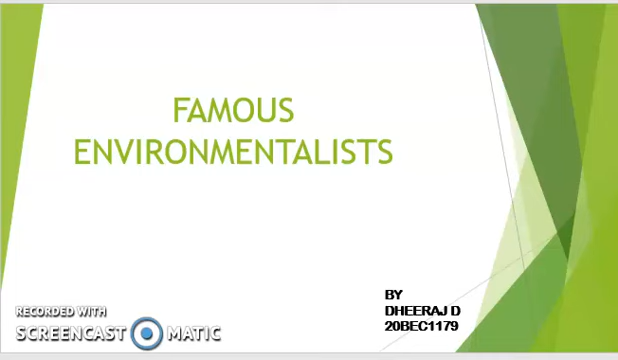 FAMOUS
ENVIRONMENTALISTS
BY
DHEERAJ D
20BEC1179
RECORDED WITH
SCREENCAST MATIC